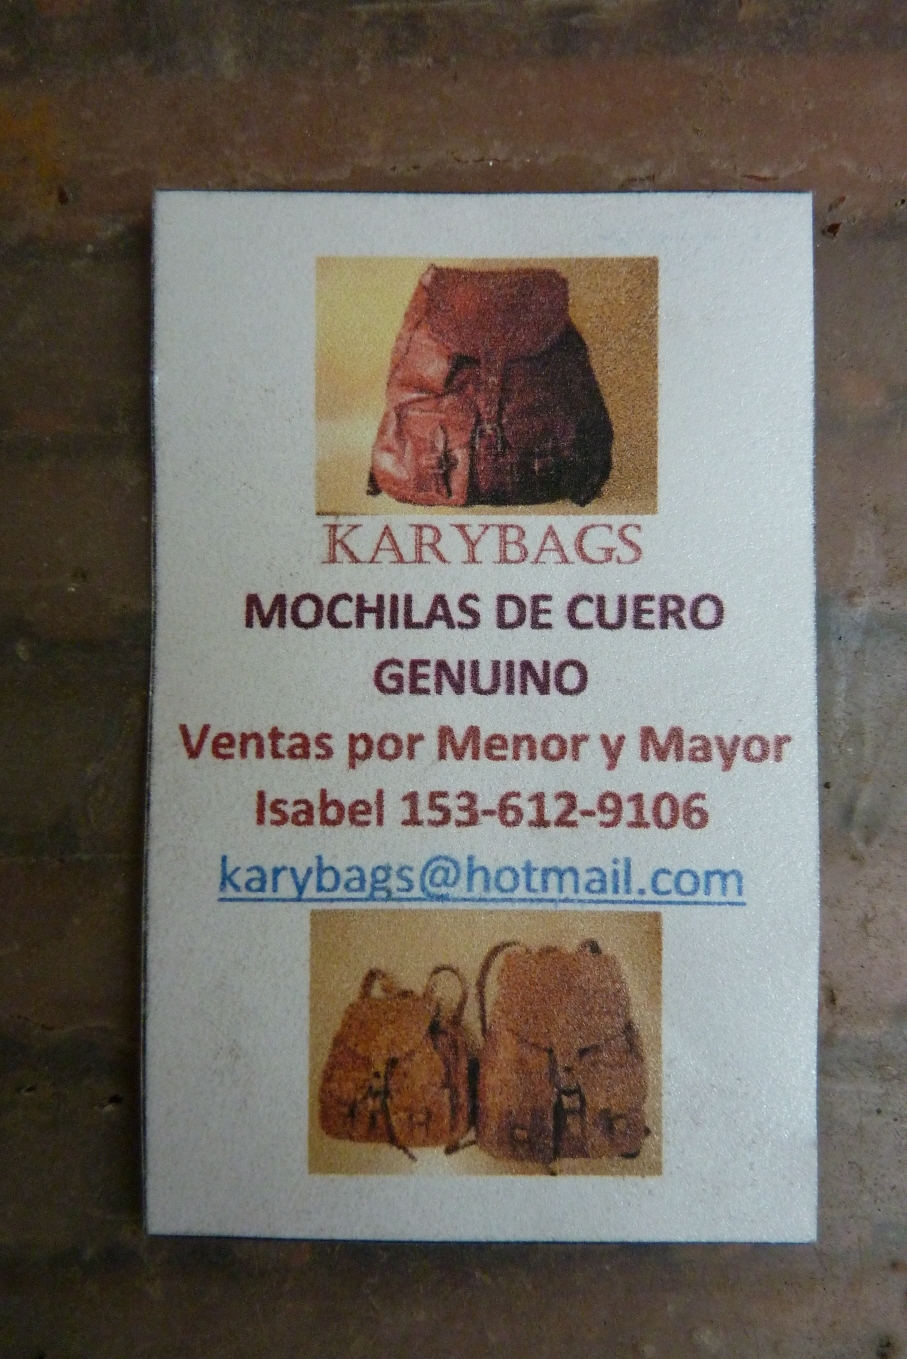 KARYBAGS
MOCHILAS DE CUERO
GENUINO
Ventas por Menor y Mayor
Isabel 153-612-9106
karybags@hotmail.com